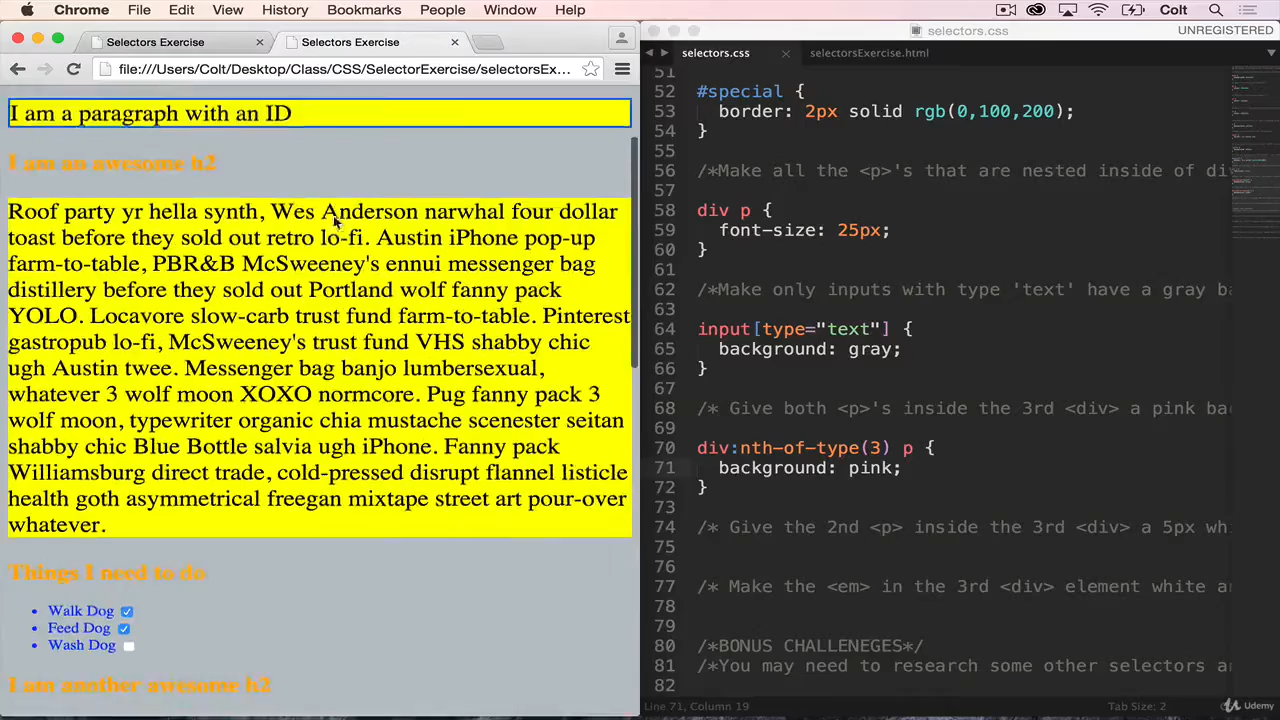 Chrome File Edit View History Bookmarks People Window Help Colt
Selectors Exercise
Selectors Exercise
file:///Users/Colt/Desktop/Class/CSS/SelectorExercise/selectorsEx...
I am a paragraph with an ID
I am an awesome h2
Roof party yr hella synth, Wes Anderson narwhal four dollar
toast before they sold out retro lo-fi. Austin iPhone pop-up
farm-to-table, PBR&B McSweeney's ennui messenger bag
distillery before they sold out Portland wolf fanny pack
YOLO. Locavore slow-carb trust fund farm-to-table. Pinterest
gastropub lo-fi, McSweeney's trust fund VHS shabby chic
ugh Austin twee. Messenger bag banjo lumbersexual,
whatever 3 wolf moon XOXO normcore. Pug fanny pack 3
wolf moon, typewriter organic chia mustache scenester seitan
shabby chic Blue Bottle salvia ugh iPhone. Fanny pack
Williamsburg direct trade, cold-pressed disrupt flannel listicle
health goth asymmetrical freegan mixtape street art pour-over
whatever.
Things I need to do
• Walk Dog
• Feed Dog
• Wash Dog
I am another awesome h2
selectors.css UNREGISTERED
selectors.css selectorsExercise.html
51
52 #special {
53 border: 2px solid rgb(0,100,200);
54 }
55
56 /*Make all the <p>'s that are nested inside of di
57
58 div p {
59 font-size: 25px;
60 }
61
62 /*Make only inputs with type 'text' have a gray ba
63
64 input[type="text"] {
65 background: gray;
66 }
67
68 /* Give both <p>'s inside the 3rd <div> a pink ba
69
70 div:nth-of-type(3) p {
71 background: pink;
72 }
73
74 /* Give the 2nd <p> inside the 3rd <div> a 5px wh
75
76
77 /* Make the <em> in the 3rd <div> element white a
78
79
80 /*BONUS CHALLENEGES*/
81 /*You may need to research some other selectors a
82
Line 71, Column 19 Tab Size: 2
Udemy